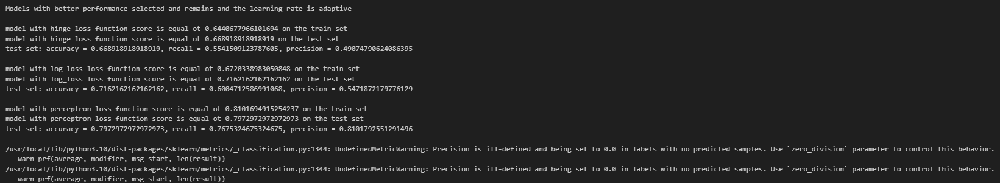 Models with better performance selected and remains and the learning_rate is adaptive
model with hinge loss function score is equal ot 0.6440677966101694 on the train set
model with hinge loss function score is equal ot 0.668918918918919 on the test set
test set: accuracy = 0.668918918918919, recall = 0.5541509123787605, precision = 0.49074790624086395
model with log_loss loss function score is equal ot 0.6720338983050848 on the train set
model with log_loss loss function score is equal ot 0.7162162162162162 on the test set
test set: accuracy = 0.7162162162162162, recall = 0.6004712586991068, precision = 0.5471872179776129
model with perceptron loss function score is equal ot 0.8101694915254237 on the train set
model with perceptron loss function score is equal ot 0.7972972972972973 on the test set
test set: accuracy = 0.7972972972972973, recall = 0.7675324675324675, precision = 0.8101792551291496
/usr/local/lib/python3.10/dist-packages/sklearn/metrics/_classification.py:1344: UndefinedMetricWarning: Precision is ill-defined and being set to 0.0 in labels with no predicted samples. Use `zero_division` parameter to control this behavior.
_warn_prf(average, modifier, msg_start, len(result))
/usr/local/lib/python3.10/dist-packages/sklearn/metrics/_classification.py:1344: UndefinedMetricWarning: Precision is ill-defined and being set to 0.0 in labels with no predicted samples. Use `zero_division` parameter to control this behavior.
_warn_prf(average, modifier, msg_start, len(result))